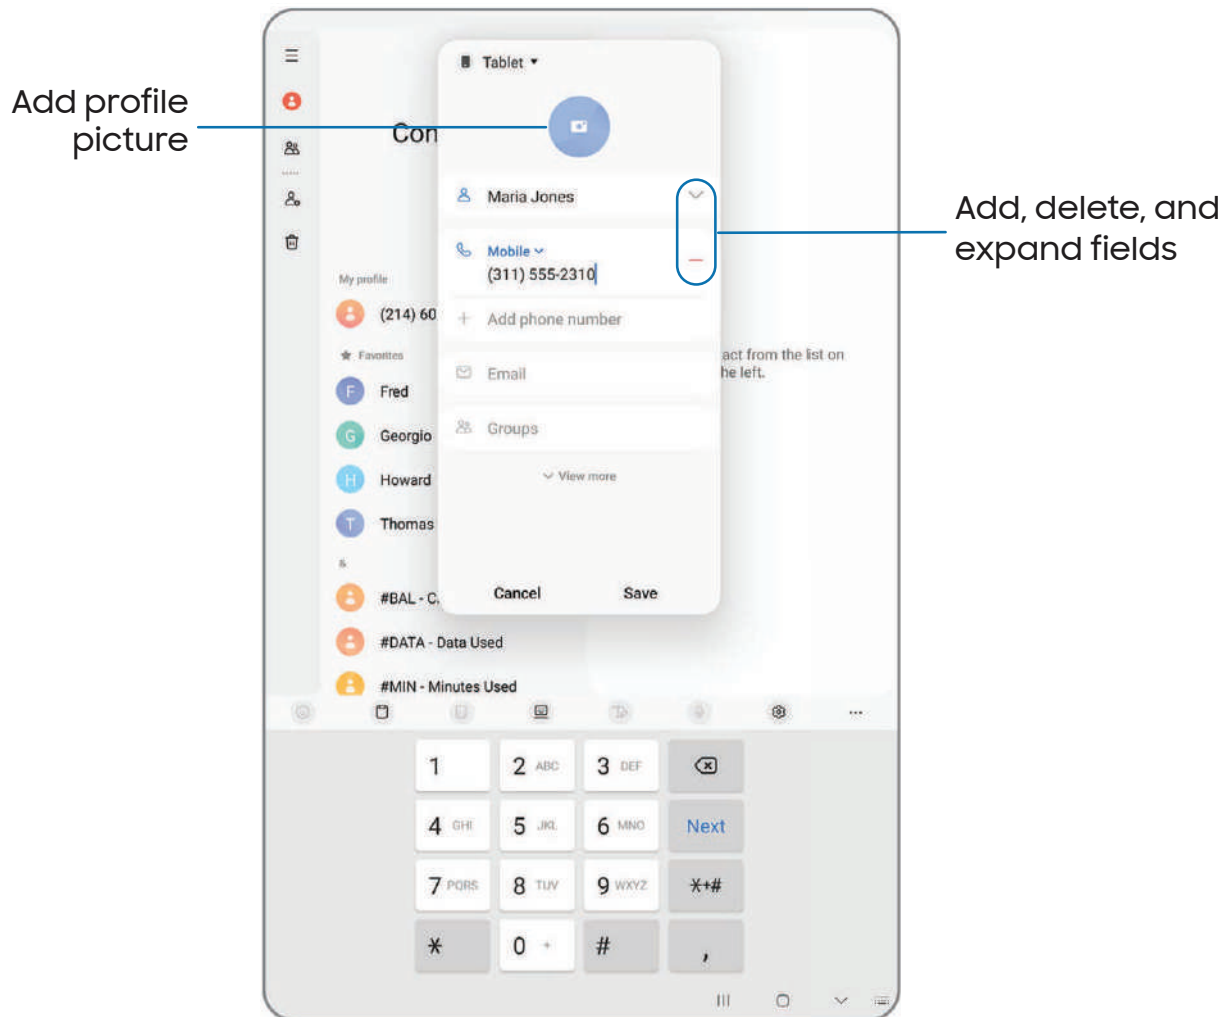 Add profile
picture
Add, delete, and
expand fields
Tablet
Con
Maria Jones
Mobile
(311) 555-2310
Add phone number
Email
Groups
View more
Cancel
Save
My profile
(214) 60
Favorites
F Fred
G Georgio
H Howard
T Thomas
&
#BAL - C.
#DATA - Data Used
#MIN - Minutes Used
act from the list on
he left.
1
2 ABC
3 DEF
4 GHI
5 JKL
6 MNO
Next
7 PQRS
8 TUV
9 WXYZ
*+#
*
0 +
#
,